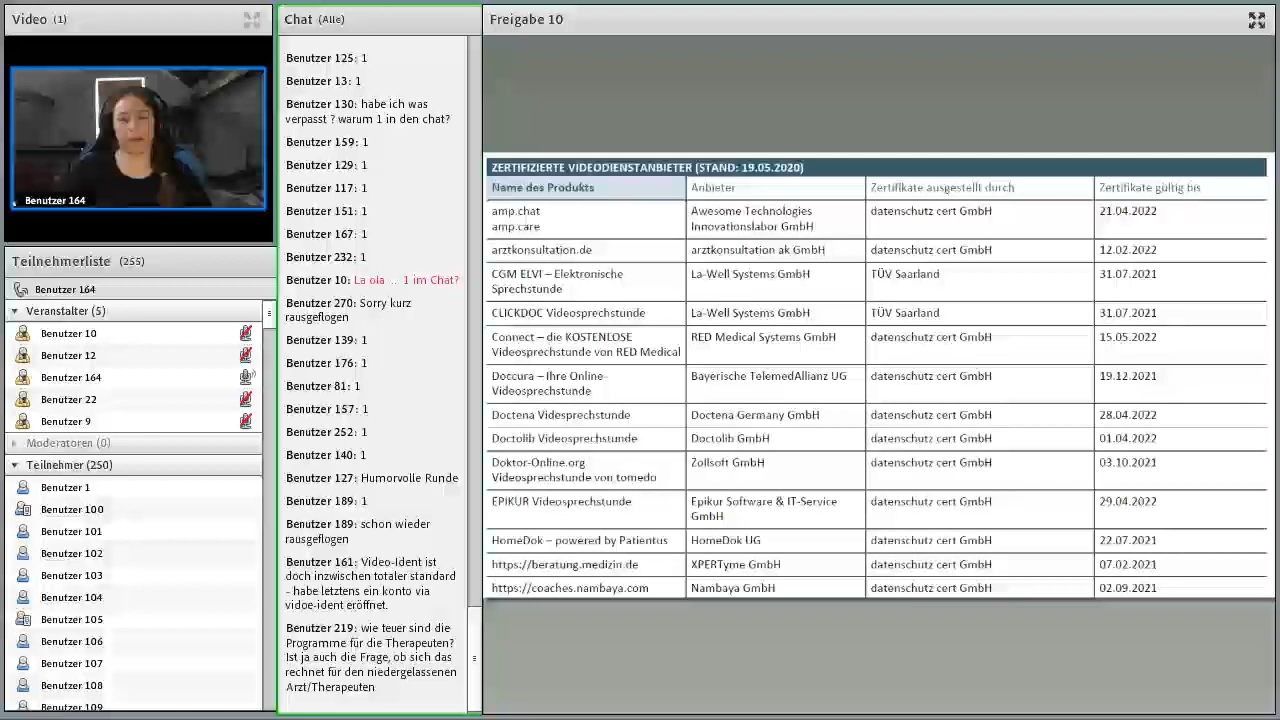 Video (1)
Benutzer 164
Teilnehmerliste (255)
Benutzer 164
Veranstalter (5)
Benutzer 10
Benutzer 12
Benutzer 164
Benutzer 22
Benutzer 9
Moderatoren (0)
Teilnehmer (250)
Benutzer 1
Benutzer 100
Benutzer 101
Benutzer 102
Benutzer 103
Benutzer 104
Benutzer 105
Benutzer 106
Benutzer 107
Benutzer 108
Benutzer 109
Chat (Alle)
Benutzer 125: 1
Benutzer 13: 1
Benutzer 130: habe ich was
verpasst ? warum 1 in den chat?
Benutzer 159: 1
Benutzer 129: 1
Benutzer 117: 1
Benutzer 151: 1
Benutzer 167: 1
Benutzer 232: 1
Benutzer 10: La ola ... 1 im Chat?
Benutzer 270: Sorry kurz
rausgeflogen
Benutzer 139: 1
Benutzer 176: 1
Benutzer 81: 1
Benutzer 157: 1
Benutzer 252: 1
Benutzer 140: 1
Benutzer 127: Humorvolle Runde
Benutzer 189: 1
Benutzer 189: schon wieder
rausgeflogen
Benutzer 161: Video-Ident ist
doch inzwischen totaler standard
- habe letztens ein konto via
vidoe-ident eröffnet.
Benutzer 219: wie teuer sind die
Programme für die Therapeuten?
Ist ja auch die Frage, ob sich das
rechnet für den niedergelassenen
Arzt/Therapeuten
Freigabe 10
ZERTIFIZIERTE VIDEODIENSTANBIETER (STAND: 19.05.2020)
Name des Produkts Anbieter Zertifikate ausgestellt durch Zertifikate gültig bis
amp.chat Awesome Technologies datenschutz cert GmbH 21.04.2022
amp.care Innovationslabor GmbH
arztkonsultation.de arztkonsultation ak GmbH datenschutz cert GmbH 12.02.2022
CGM ELVI – Elektronische La-Well Systems GmbH TÜV Saarland 31.07.2021
Sprechstunde
CLICKDOC Videosprechstunde La-Well Systems GmbH TÜV Saarland 31.07.2021
Connect – die KOSTENLOSE RED Medical Systems GmbH datenschutz cert GmbH 15.05.2022
Videosprechstunde von RED Medical
Doccura – Ihre Online- Bayerische TelemedAllianz UG datenschutz cert GmbH 19.12.2021
Videosprechstunde
Doctena Videsprechstunde Doctena Germany GmbH datenschutz cert GmbH 28.04.2022
Doctolib Videosprechstunde Doctolib GmbH datenschutz cert GmbH 01.04.2022
Doktor-Online.org Zollsoft GmbH datenschutz cert GmbH 03.10.2021
Videosprechstunde von tomedo
EPIKUR Videosprechstunde Epikur Software & IT-Service datenschutz cert GmbH 29.04.2022
GmbH
HomeDok – powered by Patientus HomeDok UG datenschutz cert GmbH 22.07.2021
https://beratung.medizin.de XPERTyme GmbH datenschutz cert GmbH 07.02.2021
https://coaches.nambaya.com Nambaya GmbH datenschutz cert GmbH 02.09.2021